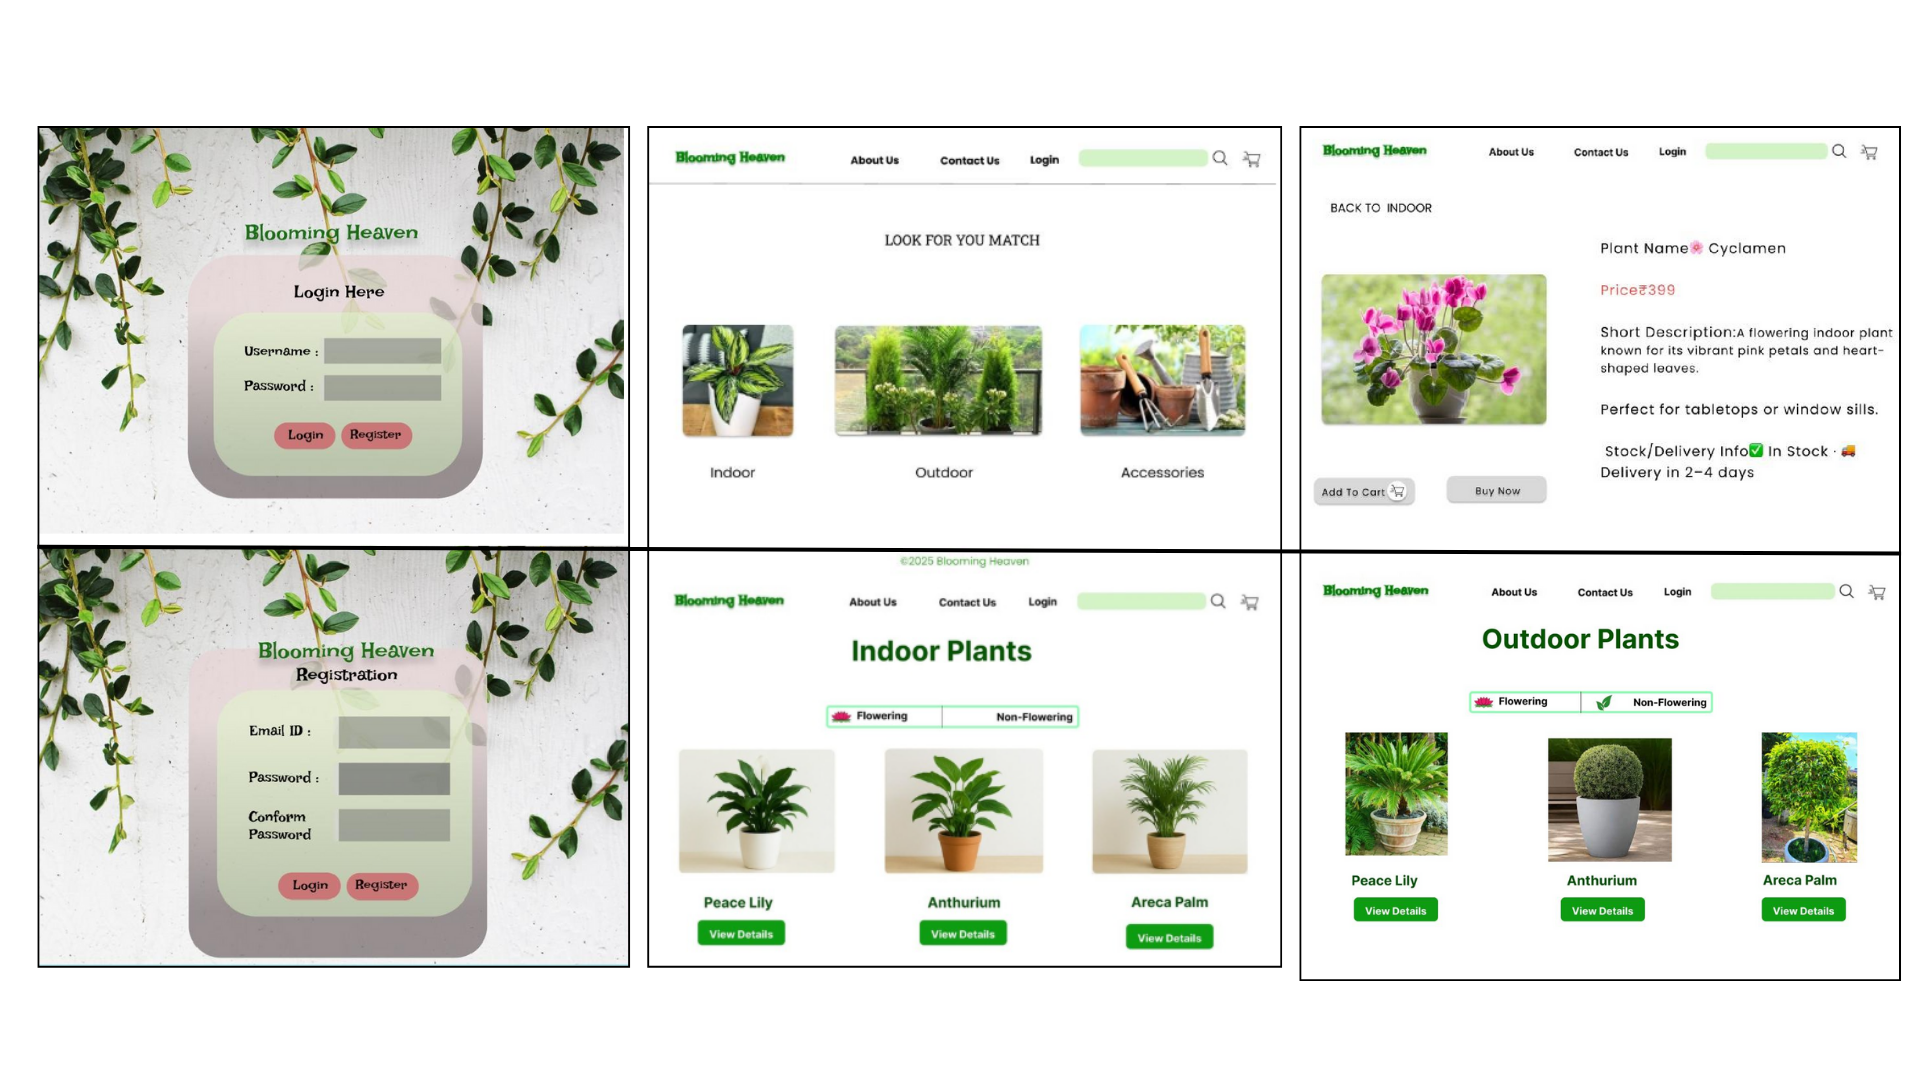 Blooming Heaven
Login Here
Username :
Password :
Login Register
Blooming Heaven About Us Contact Us Login
LOOK FOR YOU MATCH
Indoor Outdoor Accessories
Blooming Heaven About Us Contact Us Login
BACK TO INDOOR
Plant Name🌸 Cyclamen
Price₹399
Short Description:A flowering indoor plant
known for its vibrant pink petals and heart-
shaped leaves.
Perfect for tabletops or window sills.
Stock/Delivery Info✅ In Stock · 🚚
Delivery in 2–4 days
Add To Cart Buy Now
Blooming Heaven
Registration
Email ID :
Password :
Conform
Password
Login Register
©2025 Blooming Heaven
Blooming Heaven About Us Contact Us Login
Indoor Plants
Flowering Non-Flowering
Peace Lily Anthurium Areca Palm
View Details View Details View Details
Blooming Heaven About Us Contact Us Login
Outdoor Plants
Flowering Non-Flowering
Peace Lily Anthurium Areca Palm
View Details View Details View Details